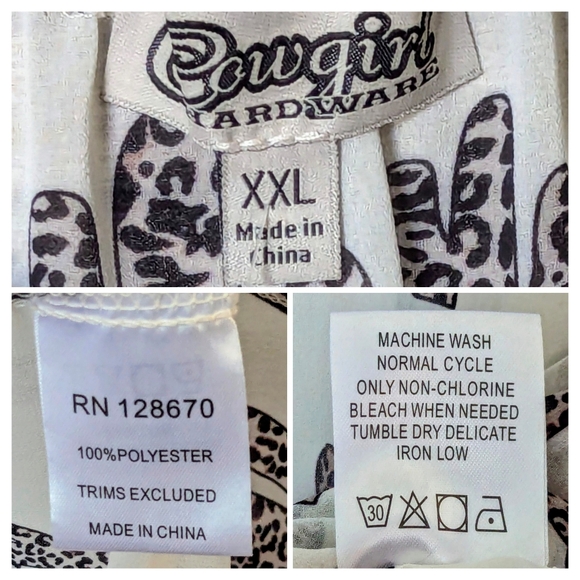 Cowgirl
HARDWARE
XXL
Made in
China
RN 128670
100%POLYESTER
TRIMS EXCLUDED
MADE IN CHINA
MACHINE WASH
NORMAL CYCLE
ONLY NON-CHLORINE
BLEACH WHEN NEEDED
TUMBLE DRY DELICATE
IRON LOW
30